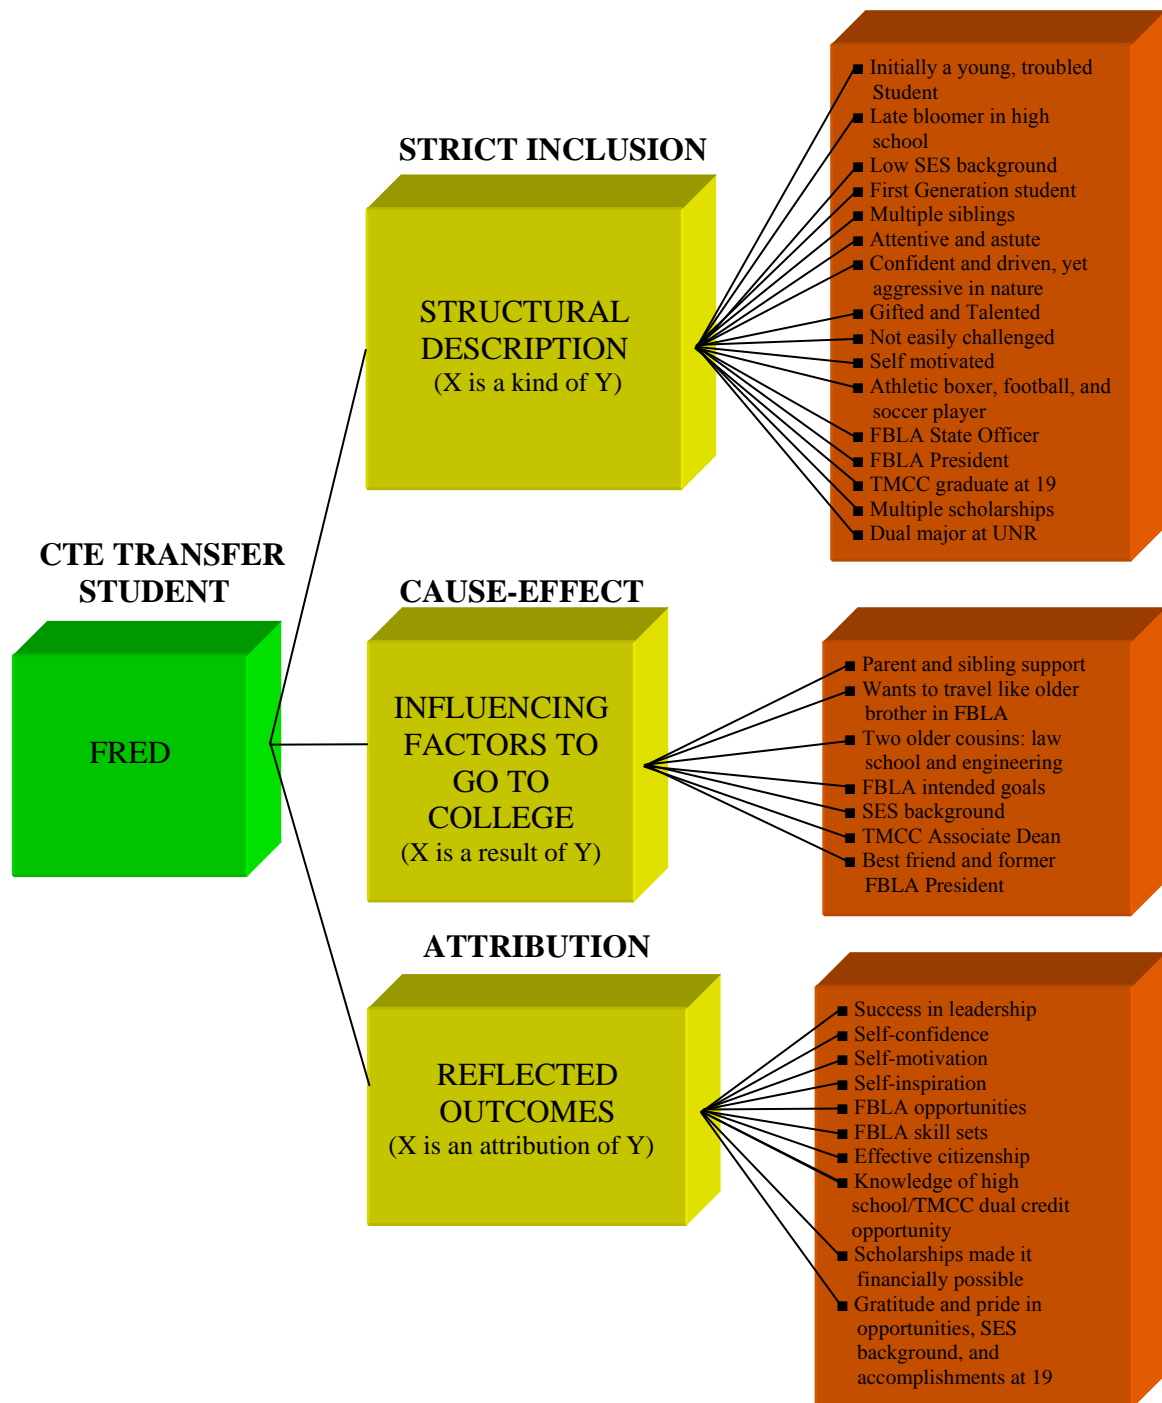 CTE TRANSFER
STUDENT
FRED
STRICT INCLUSION
STRUCTURAL
DESCRIPTION
(X is a kind of Y)
■ Initially a young, troubled
Student
■ Late bloomer in high
school
■ Low SES background
■ First Generation student
■ Multiple siblings
■ Attentive and astute
■ Confident and driven, yet
aggressive in nature
■ Gifted and Talented
■ Not easily challenged
■ Self motivated
■ Athletic boxer, football, and
soccer player
■ FBLA State Officer
■ FBLA President
■ TMCC graduate at 19
■ Multiple scholarships
■ Dual major at UNR
CAUSE-EFFECT
INFLUENCING
FACTORS TO
GO TO
COLLEGE
(X is a result of Y)
■ Parent and sibling support
■ Wants to travel like older
brother in FBLA
■ Two older cousins: law
school and engineering
■ FBLA intended goals
■ SES background
■ TMCC Associate Dean
■ Best friend and former
FBLA President
ATTRIBUTION
REFLECTED
OUTCOMES
(X is an attribution of Y)
■ Success in leadership
■ Self-confidence
■ Self-motivation
■ Self-inspiration
■ FBLA opportunities
■ FBLA skill sets
■ Effective citizenship
■ Knowledge of high
school/TMCC dual credit
opportunity
■ Scholarships made it
financially possible
■ Gratitude and pride in
opportunities, SES
background, and
accomplishments at 19